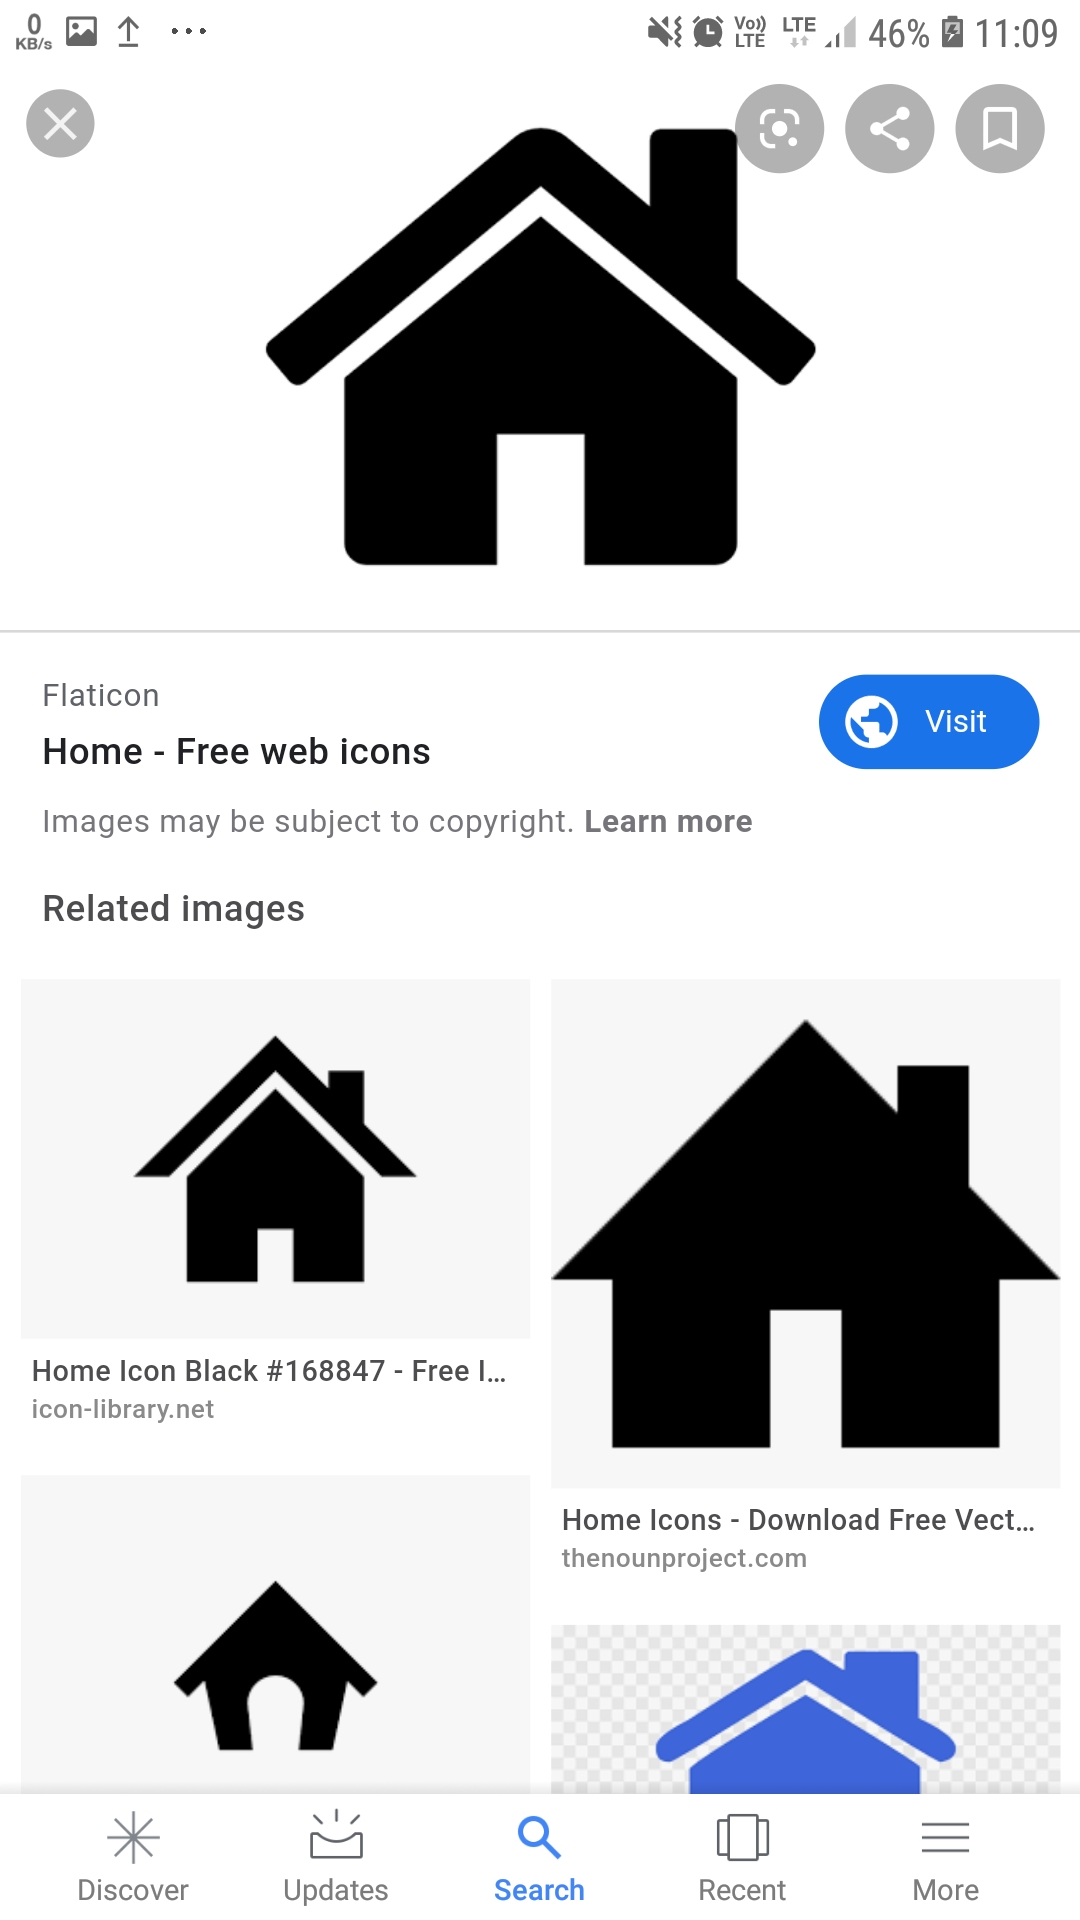 0
KB/s
Vo))
LTE
LTE
46%
11:09
Flaticon
Home - Free web icons
Visit
Images may be subject to copyright. Learn more
Related images
Home Icon Black #168847 - Free I...
icon-library.net
Home Icons - Download Free Vect...
thenounproject.com
Discover
Updates
Search
Recent
More